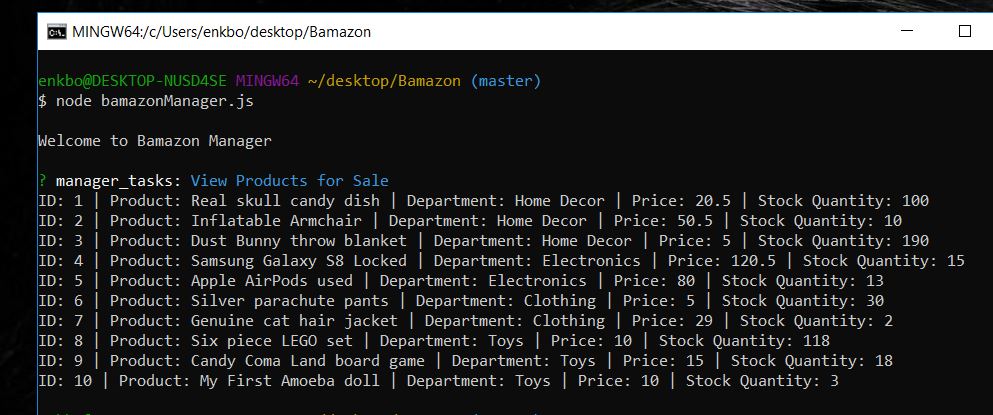 MINGW64:/c/Users/enkbo/desktop/Bamazon
enkbo@DESKTOP-NUSD4SE MINGW64 ~/desktop/Bamazon (master)
$ node bamazonManager.js
Welcome to Bamazon Manager
? manager_tasks: View Products for Sale
ID: 1 | Product: Real skull candy dish | Department: Home Decor | Price: 20.5 | Stock Quantity: 100
ID: 2 | Product: Inflatable Armchair | Department: Home Decor | Price: 50.5 | Stock Quantity: 10
ID: 3 | Product: Dust Bunny throw blanket | Department: Home Decor | Price: 5 | Stock Quantity: 190
ID: 4 | Product: Samsung Galaxy S8 Locked | Department: Electronics | Price: 120.5 | Stock Quantity: 15
ID: 5 | Product: Apple AirPods used | Department: Electronics | Price: 80 | Stock Quantity: 13
ID: 6 | Product: Silver parachute pants | Department: Clothing | Price: 5 | Stock Quantity: 30
ID: 7 | Product: Genuine cat hair jacket | Department: Clothing | Price: 29 | Stock Quantity: 2
ID: 8 | Product: Six piece LEGO set | Department: Toys | Price: 10 | Stock Quantity: 118
ID: 9 | Product: Candy Coma Land board game | Department: Toys | Price: 15 | Stock Quantity: 18
ID: 10 | Product: My First Amoeba doll | Department: Toys | Price: 10 | Stock Quantity: 3